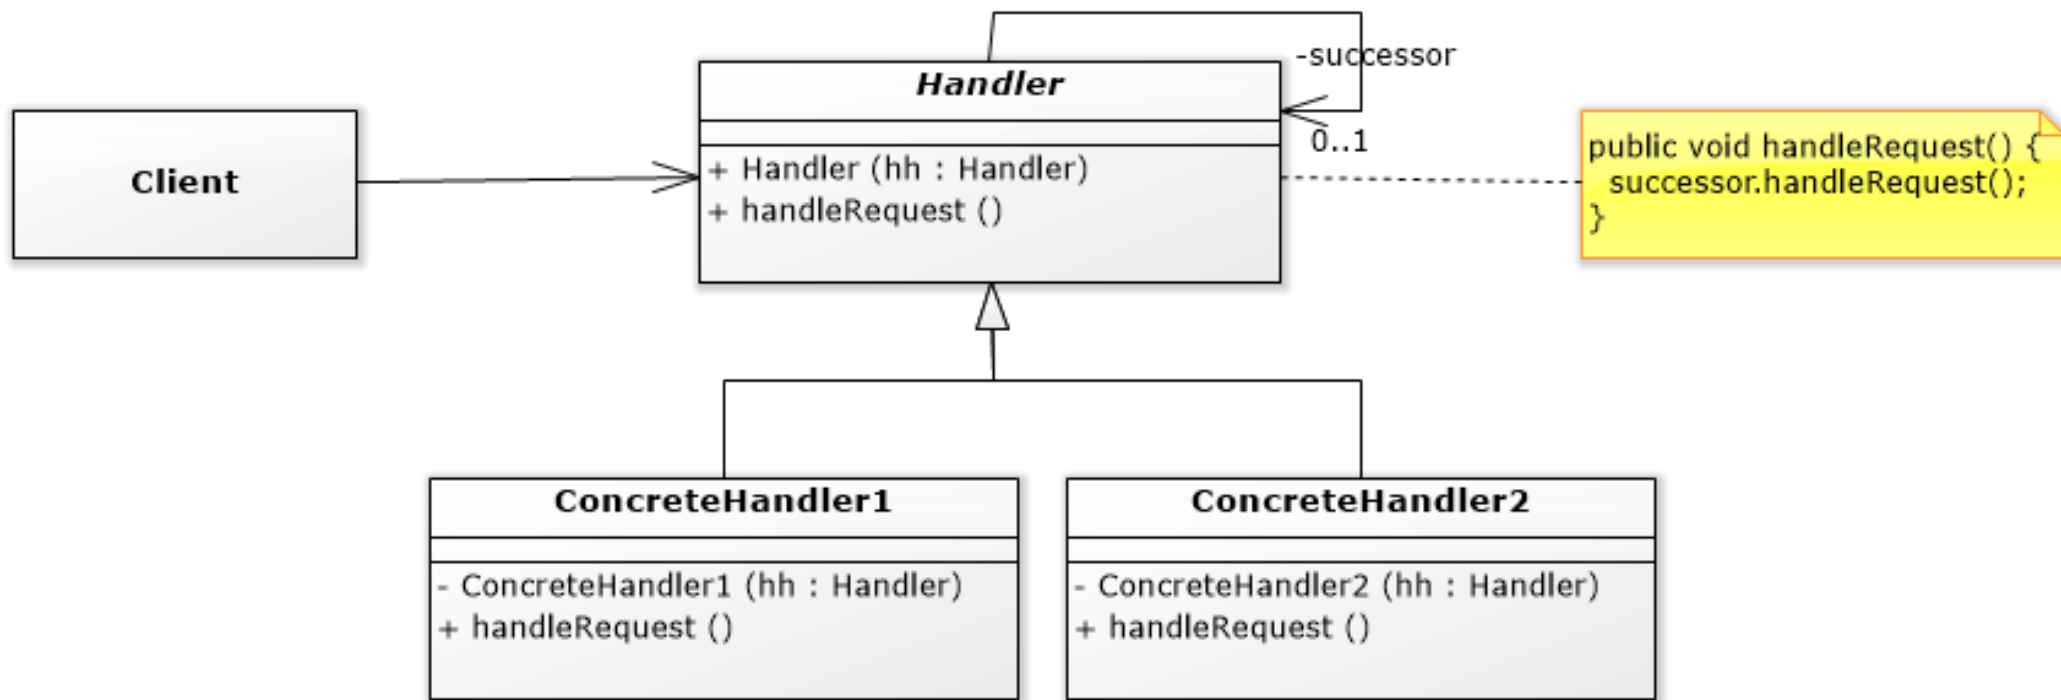 -successor
Handler
0..1
Client
+ Handler (hh : Handler)
+ handleRequest ()
public void handleRequest() {
successor.handleRequest();
}
ConcreteHandler1
- ConcreteHandler1 (hh : Handler)
+ handleRequest ()
ConcreteHandler2
- ConcreteHandler2 (hh : Handler)
+ handleRequest ()